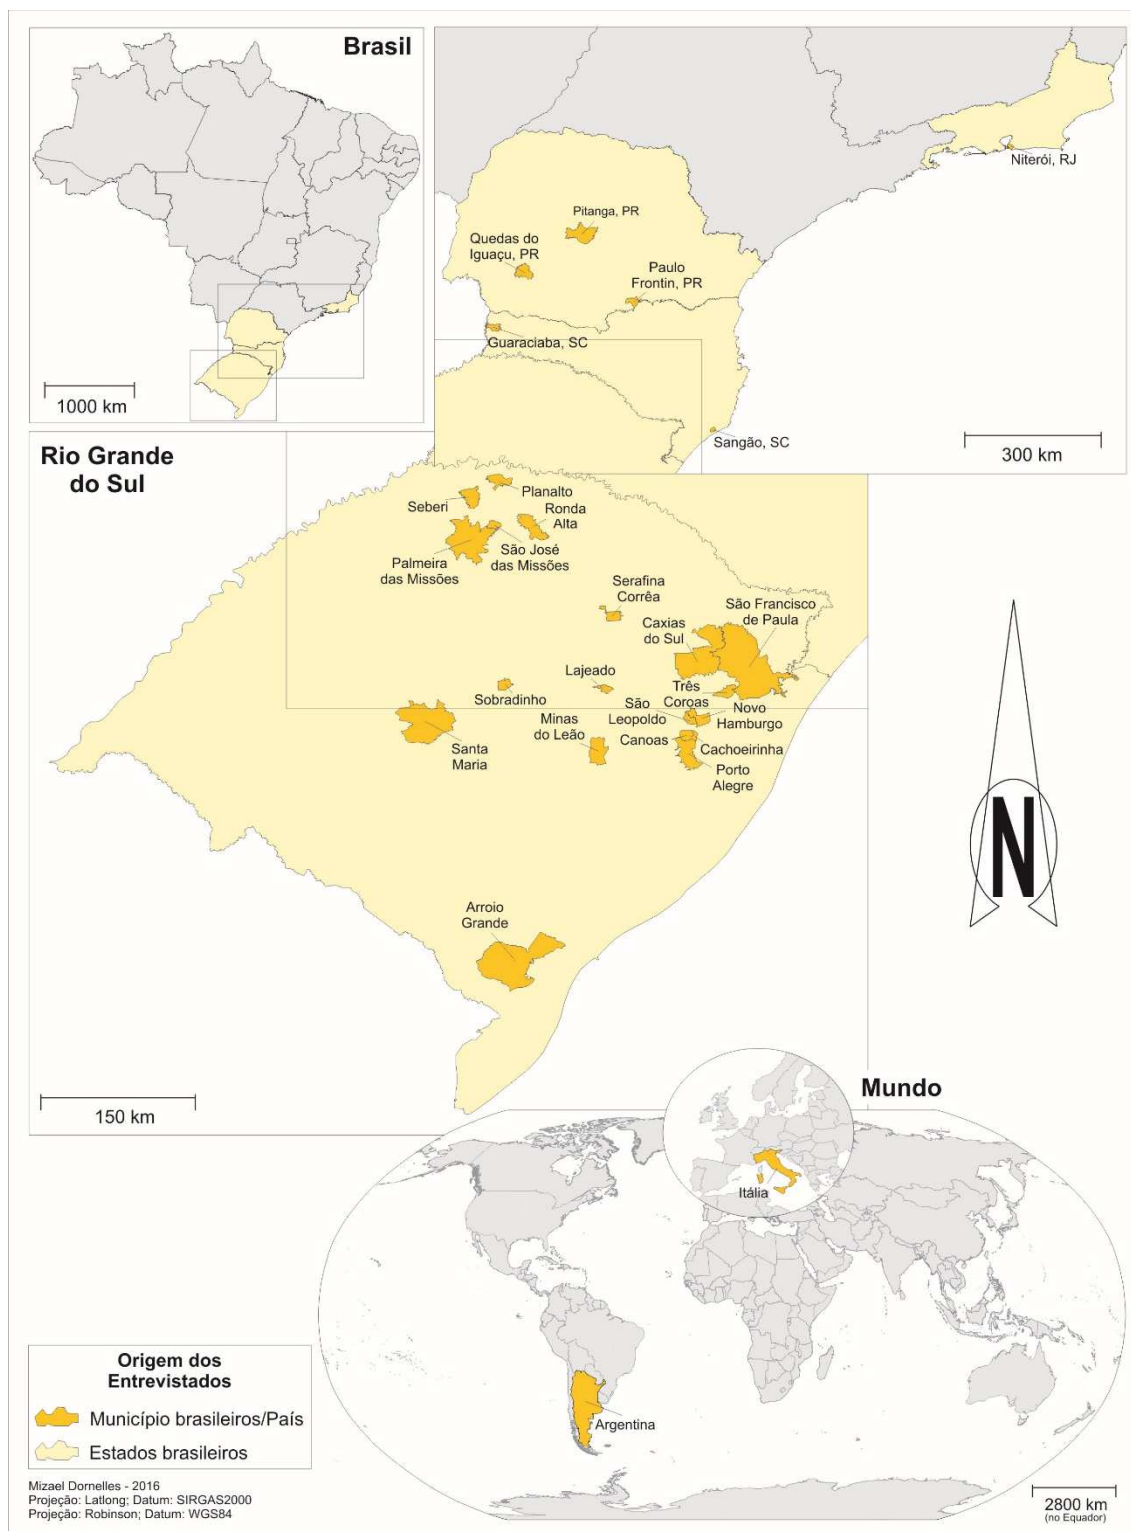 Brasil
1000 km
Niterói, RJ
Pitanga, PR
Quedas do
Iguaçu, PR
Paulo
Frontin, PR
Guaraciaba, SC
Sangão, SC
300 km
Rio Grande
do Sul
Planalto
Seberi
Ronda
Alta
São José
das Missões
Palmeira
das Missões
Serafina
Corrêa
São Francisco
de Paula
Caxias
do Sul
Lajeado
Três
Coroas
Sobradinho
São
Leopoldo
Novo
Hamburgo
Minas
do Leão
Canoas
Cachoeirinha
Santa
Maria
Porto
Alegre
N
Arroio
Grande
150 km
Mundo
Itália
Argentina
Origem dos
Entrevistados
Município brasileiros/País
Estados brasileiros
Mizael Dornelles - 2016
Projeção: Latlong; Datum: SIRGAS2000
Projeção: Robinson; Datum: WGS84
2800 km
(no Equador)